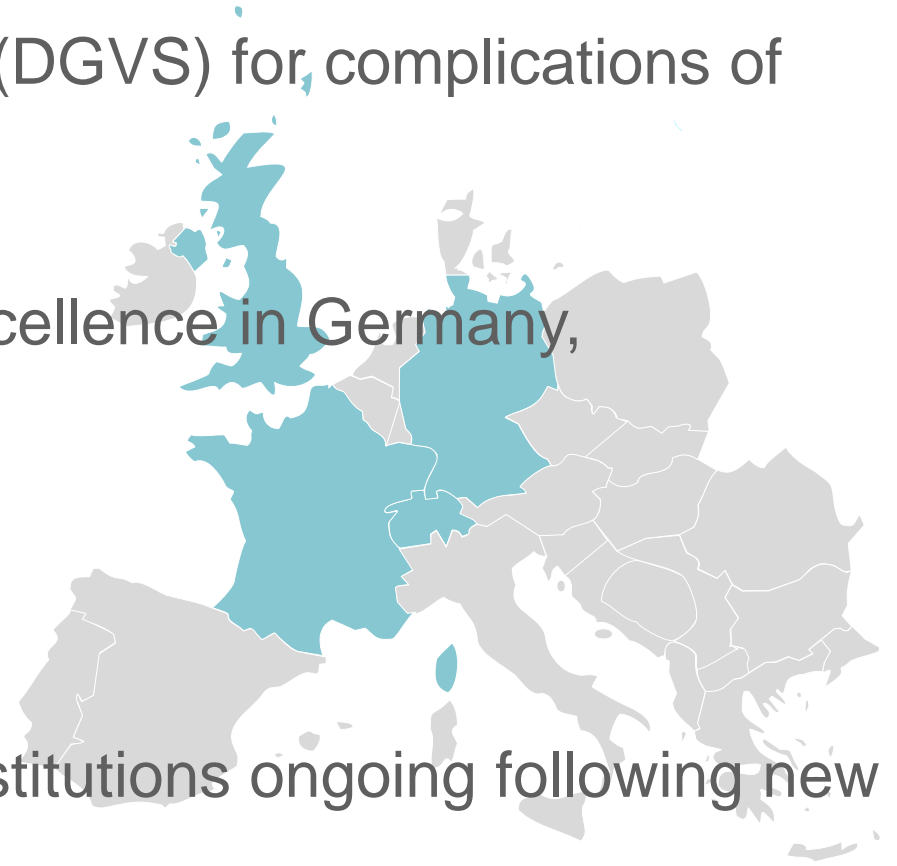 (DGVS) for complications of
cellence in Germany,
stitutions ongoing following new